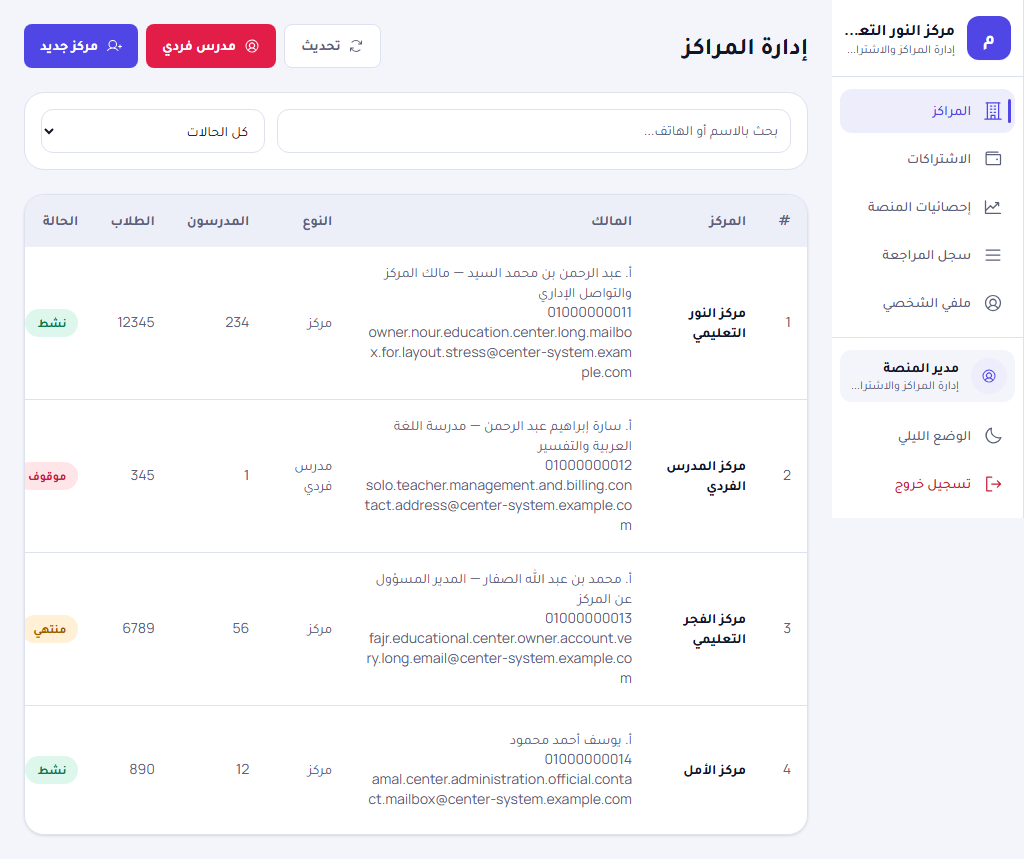 م
مركز النور التعـ...
إدارة المراكز والاشترا...
المراكز
الاشتراكات
إحصائيات المنصة
سجل المراجعة
ملفي الشخصي
مدير المنصة
إدارة المراكز والاشترا...
الوضع الليلي
تسجيل خروج
إدارة المراكز
تحديث
مدرس فردي
مركز جديد
بحث بالاسم أو الهاتف...
كل الحالات
# المركز المالك النوع المدرسون الطلاب الحالة
1
مركز النور
التعليمي
أ. عبد الرحمن بن محمد السيد — مالك المركز
والتواصل الإداري
01000000011
owner.nour.education.center.long.mailbo
x.for.layout.stress@center-system.exam
ple.com
مركز
234
12345
نشط
2
مركز المدرس
الفردي
أ. سارة إبراهيم عبد الرحمن — مدرسة اللغة
العربية والتفسير
01000000012
solo.teacher.management.and.billing.con
tact.address@center-system.example.co
m
مدرس
فردي
1
345
موقوف
3
مركز الفجر
التعليمي
أ. محمد بن عبد الله الصفار — المدير المسؤول
عن المركز
01000000013
fajr.educational.center.owner.account.ve
ry.long.email@center-system.example.co
m
مركز
56
6789
منتهي
4
مركز الأمل
أ. يوسف أحمد محمود
01000000014
amal.center.administration.official.conta
ct.mailbox@center-system.example.com
مركز
12
890
نشط